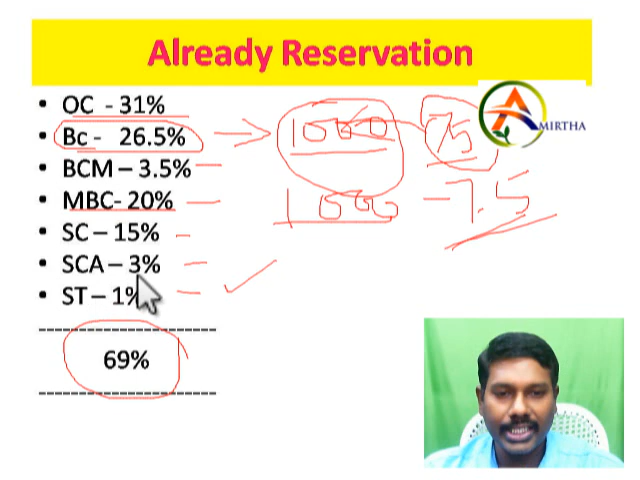 Already Reservation
• OC - 31%
• Bc - 26.5%
1000 75
AMIRTHA
• BCM – 3.5%
• MBC- 20%
1000 - 7.5
• SC – 15%
• SCA – 3%
• ST – 1%
-----------------------
69%
-----------------------